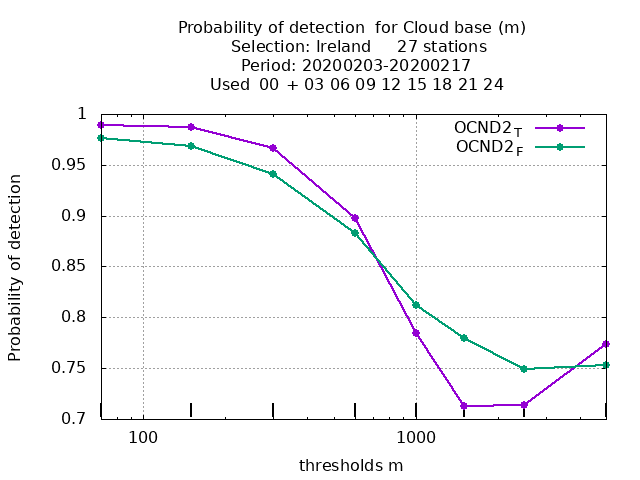 Probability of detection  for Cloud base (m)
Selection: Ireland     27 stations
Period: 20200203-20200217
Used  00 + 03 06 09 12 15 18 21 24
OCND2T
OCND2F
1
0.95
0.9
0.85
0.8
0.75
0.7
Probability of detection
100
1000
thresholds m